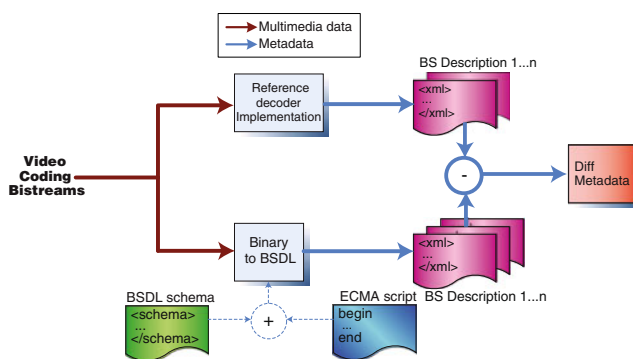 Multimedia data
Metadata
BS Description 1...n
Reference
decoder
Implementation
<xml>
...
</xml>
Video
Coding
Bistreams
-
Diff
Metadata
Binary
to BSDL
<xml>
...
</xml>
BSDL schema
ECMA script
BS Description 1...n
<schema>
...
</schema>
+
begin
...
end